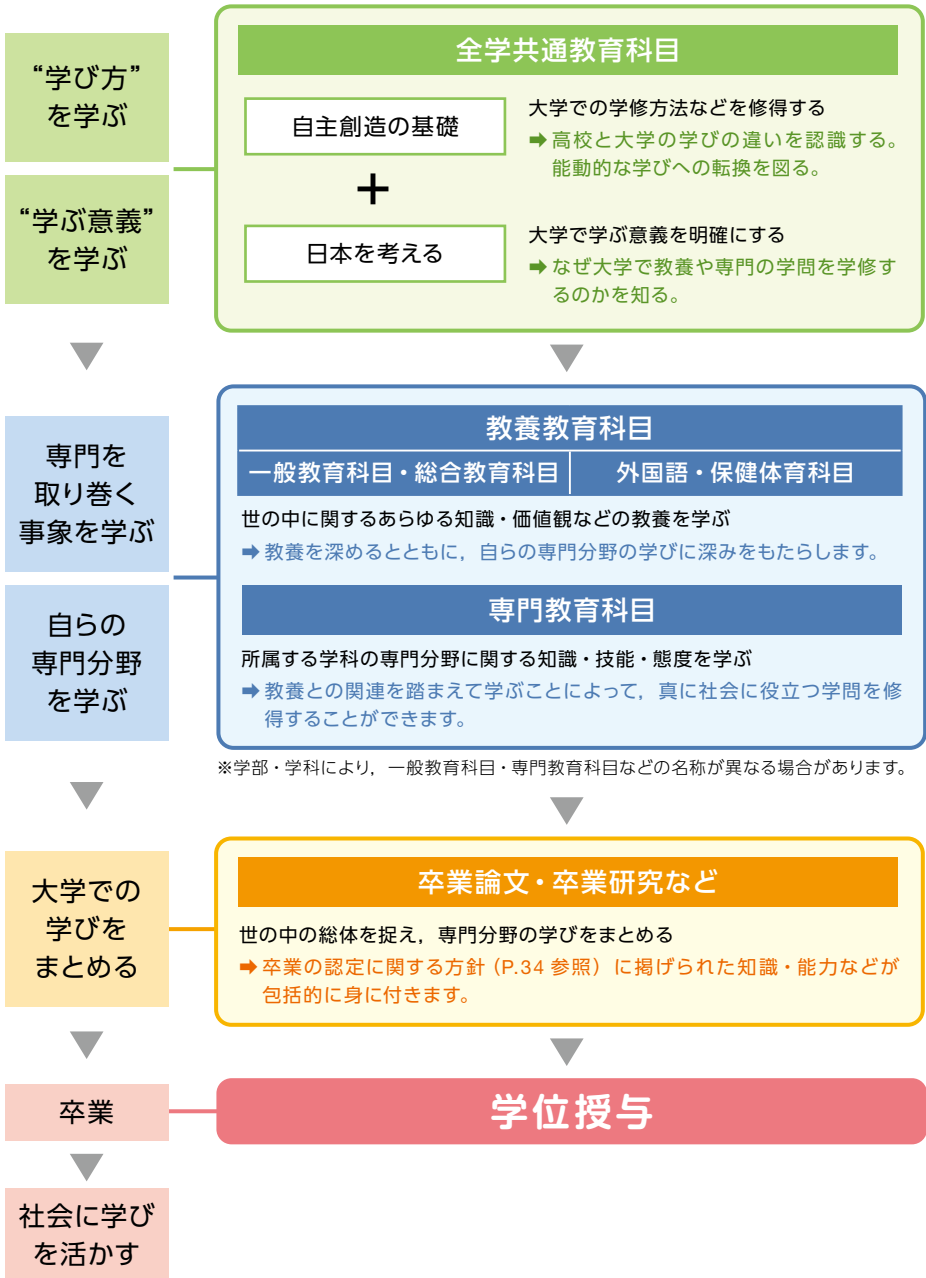 “学び方”
を学ぶ
“学ぶ意義”
を学ぶ
全学共通教育科目
自主創造の基礎
大学での学修方法などを修得する
➡高校と大学の学びの違いを認識する。
能動的な学びへの転換を図る。
+
日本を考える
大学で学ぶ意義を明確にする
➡なぜ大学で教養や専門の学問を学修す
るのかを知る。
専門を
取り巻く
事象を学ぶ
自らの
専門分野
を学ぶ
教養教育科目
一般教育科目・総合教育科目
外国語・保健体育科目
世の中に関するあらゆる知識・価値観などの教養を学ぶ
➡教養を深めるとともに，自らの専門分野の学びに深みをもたらします。
専門教育科目
所属する学科の専門分野に関する知識・技能・態度を学ぶ
➡教養との関連を踏まえて学ぶことによって，真に社会に役立つ学問を修
得することができます。
※学部・学科により，一般教育科目・専門教育科目などの名称が異なる場合があります。
大学での
学びを
まとめる
卒業論文・卒業研究など
世の中の総体を捉え，専門分野の学びをまとめる
➡卒業の認定に関する方針（P.34 参照）に掲げられた知識・能力などが
包括的に身に付きます。
卒業
学位授与
社会に学び
を活かす